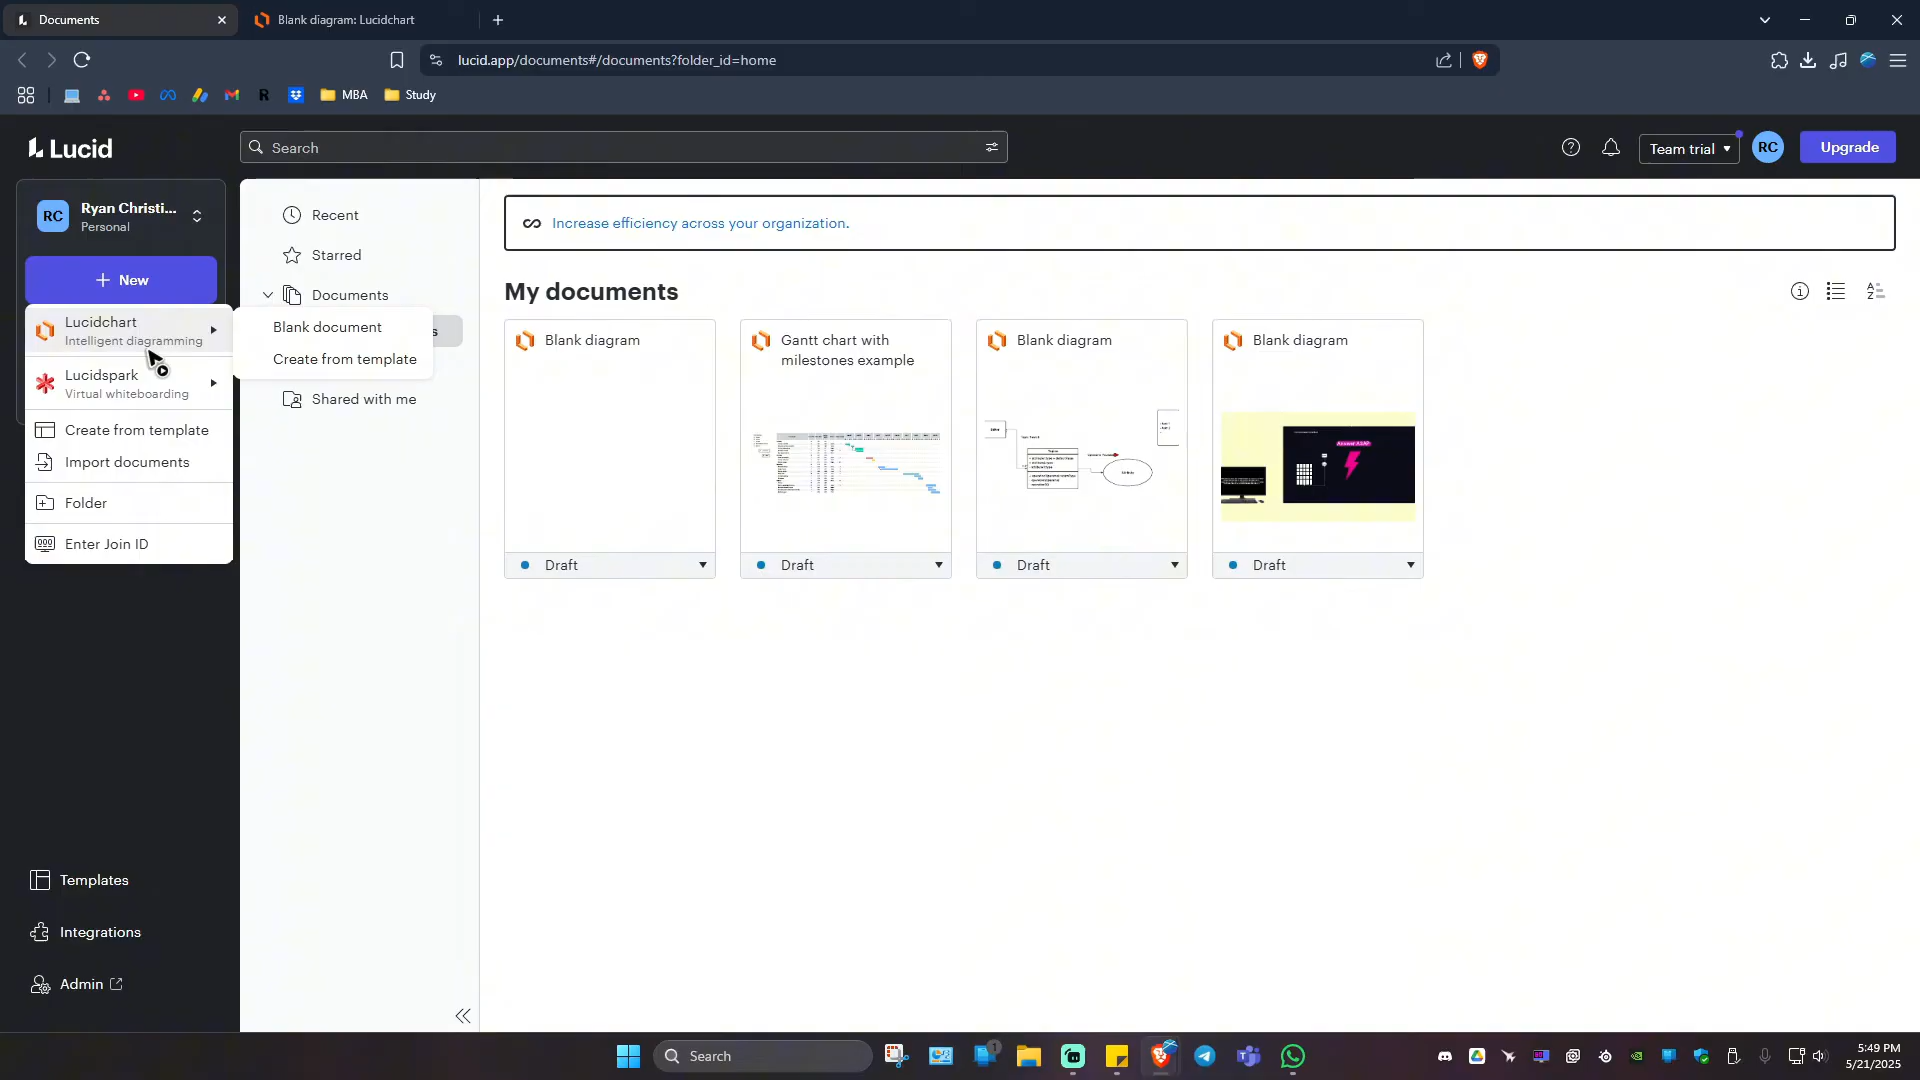 Documents
Blank diagram: Lucidchart
lucid.app/documents#/documents?folder_id=home
MBA
Study
Lucid
Search
Team trial
RC
Upgrade
RC
Ryan Christi...
Personal
New
Lucidchart
Intelligent diagramming
Lucidspark
Virtual whiteboarding
Create from template
Import documents
Folder
Enter Join ID
Templates
Integrations
Admin
Recent
Starred
Documents
s
Blank document
Create from template
Shared with me
Increase efficiency across your organization.
My documents
Blank diagram
Draft
Gantt chart with
milestones example
Draft
Blank diagram
Draft
Blank diagram
Answer ASAP
Draft
Search
1
5:49 PM
5/21/2025